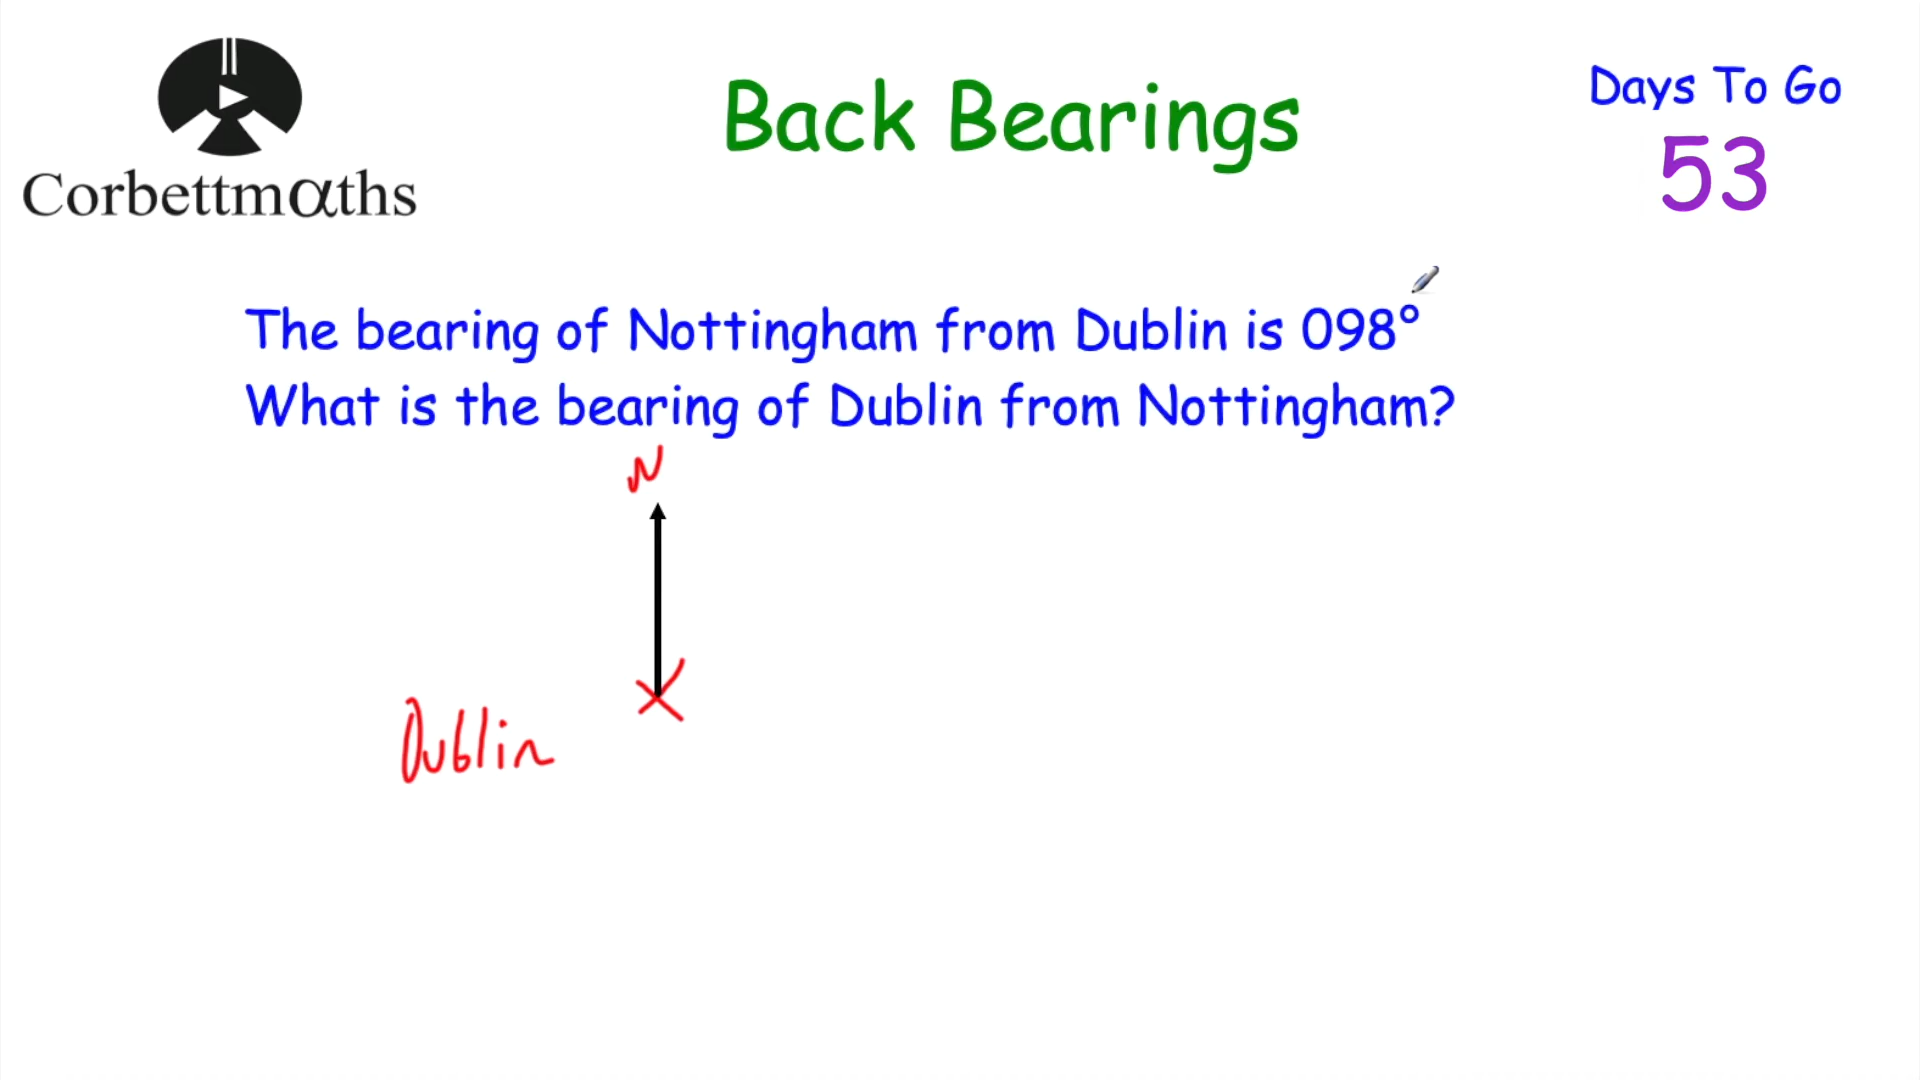 Corbettmαths
Back Bearings
Days To Go
53
The bearing of Nottingham from Dublin is 098°
What is the bearing of Dublin from Nottingham?
N
Dublin